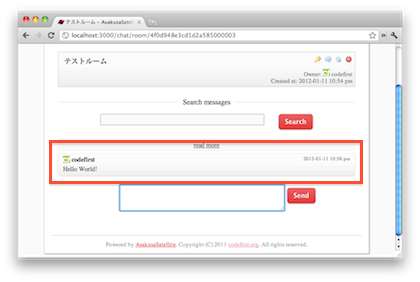 テストルーム - AsakusaSatell
localhost:3000/chat/room/4f0d948e3cd1d2a585000003
テストルーム
Owner: codefirst
Created at: 2012-01-11 10:54 pm
Search messages
Search
read more
codefirst
2012-01-11 10:56 pm
Hello World!
Send
Powered by AsakusaSatellite. Copyright (C) 2011 codefirst.org. All rights reserved.